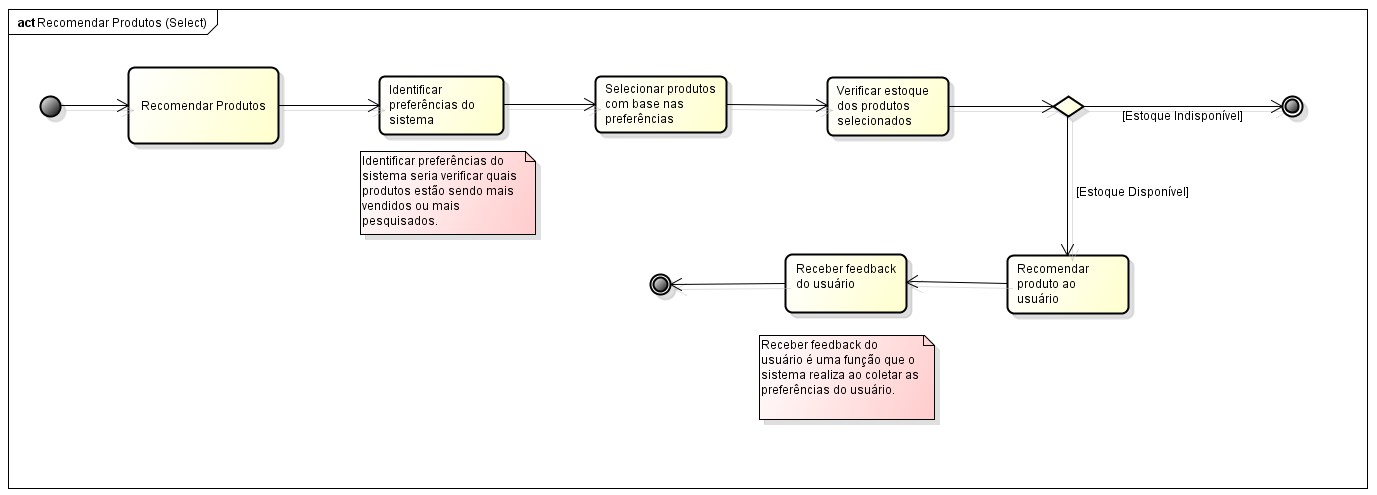 act Recomendar Produtos (Select)
Recomendar Produtos
Identificar
preferências do
sistema
Selecionar produtos
com base nas
preferências
Verificar estoque
dos produtos
selecionados
[Estoque Indisponível]
Identificar preferências do
sistema seria verificar quais
produtos estão sendo mais
vendidos ou mais
pesquisados.
[Estoque Disponível]
Recomendar
produto ao
usuário
Receber feedback
do usuário
Receber feedback do
usuário é uma função que o
sistema realiza ao coletar as
preferências do usuário.